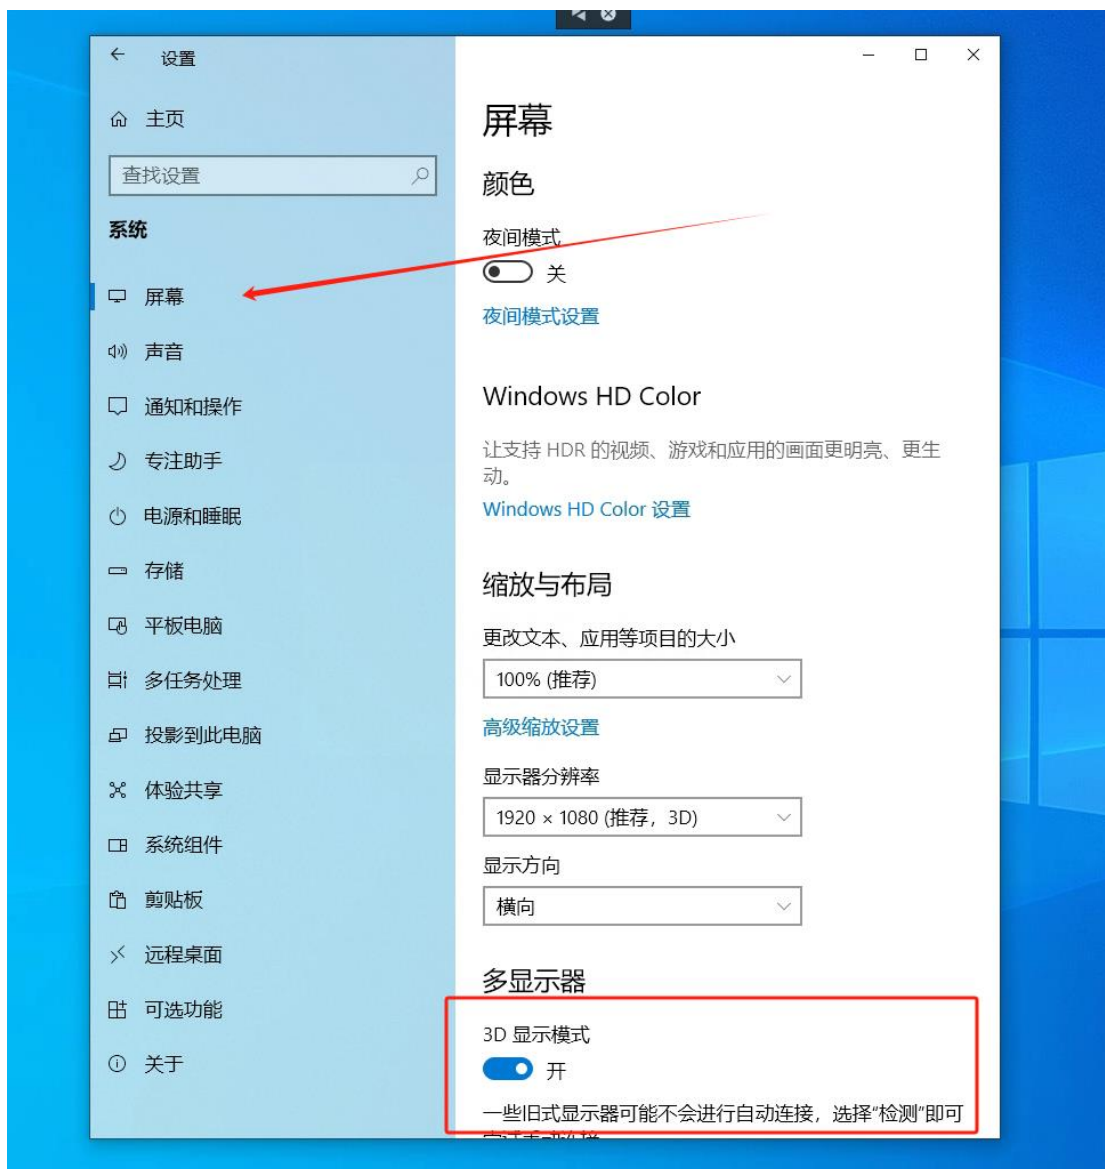 设置
主页
查找设置
系统
屏幕
声音
通知和操作
专注助手
电源和睡眠
存储
平板电脑
多任务处理
投影到此电脑
体验共享
系统组件
剪贴板
远程桌面
可选功能
关于
屏幕
颜色
夜间模式
关
夜间模式设置
Windows HD Color
让支持 HDR 的视频、游戏和应用的画面更明亮、更生
动。
Windows HD Color 设置
缩放与布局
更改文本、应用等项目的大小
100% (推荐)
高级缩放设置
显示器分辨率
1920 × 1080 (推荐，3D)
显示方向
横向
多显示器
3D 显示模式
开
一些旧式显示器可能不会进行自动连接，选择“检测”即可